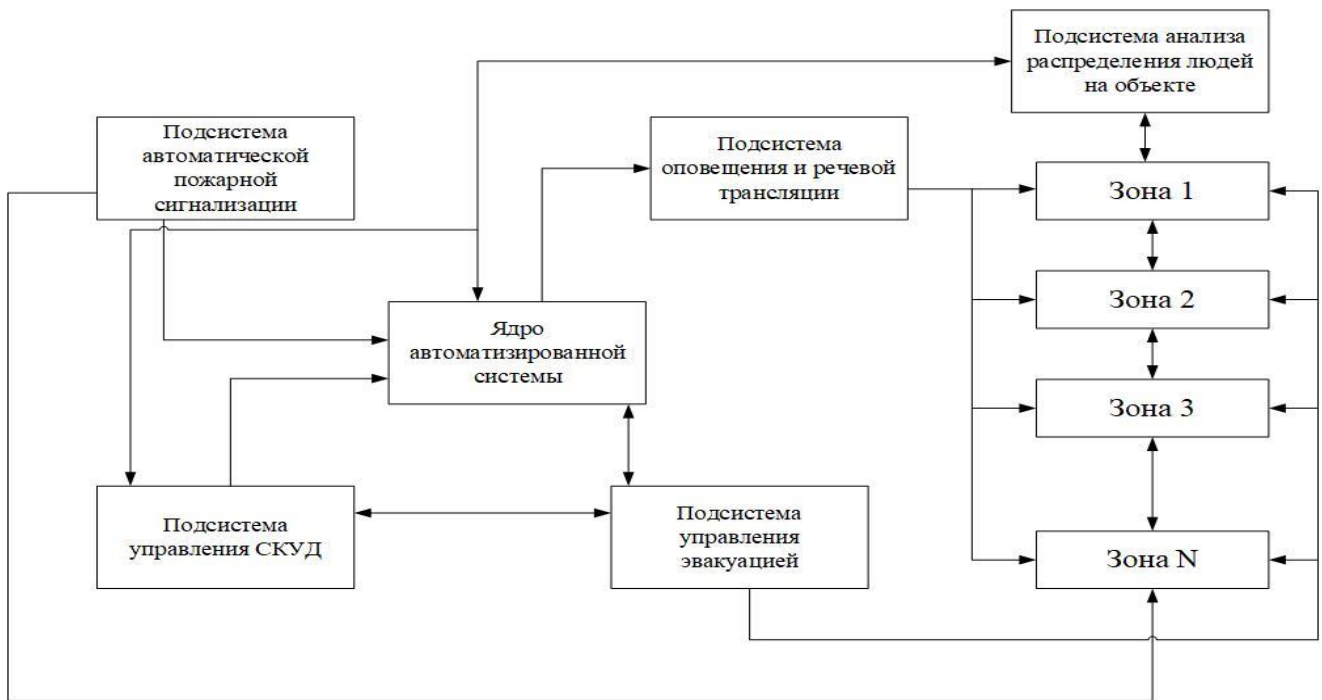 Подсистема анализа
распределения людей
на объекте
Подсистема
автоматической
пожарной
сигнализации
Подсистема
оповещения и речевой
трансляции
Зона 1
Зона 2
Ядро
автоматизированной
системы
Зона 3
Подсистема
управления СКУД
Подсистема
управления
эвакуацией
Зона N